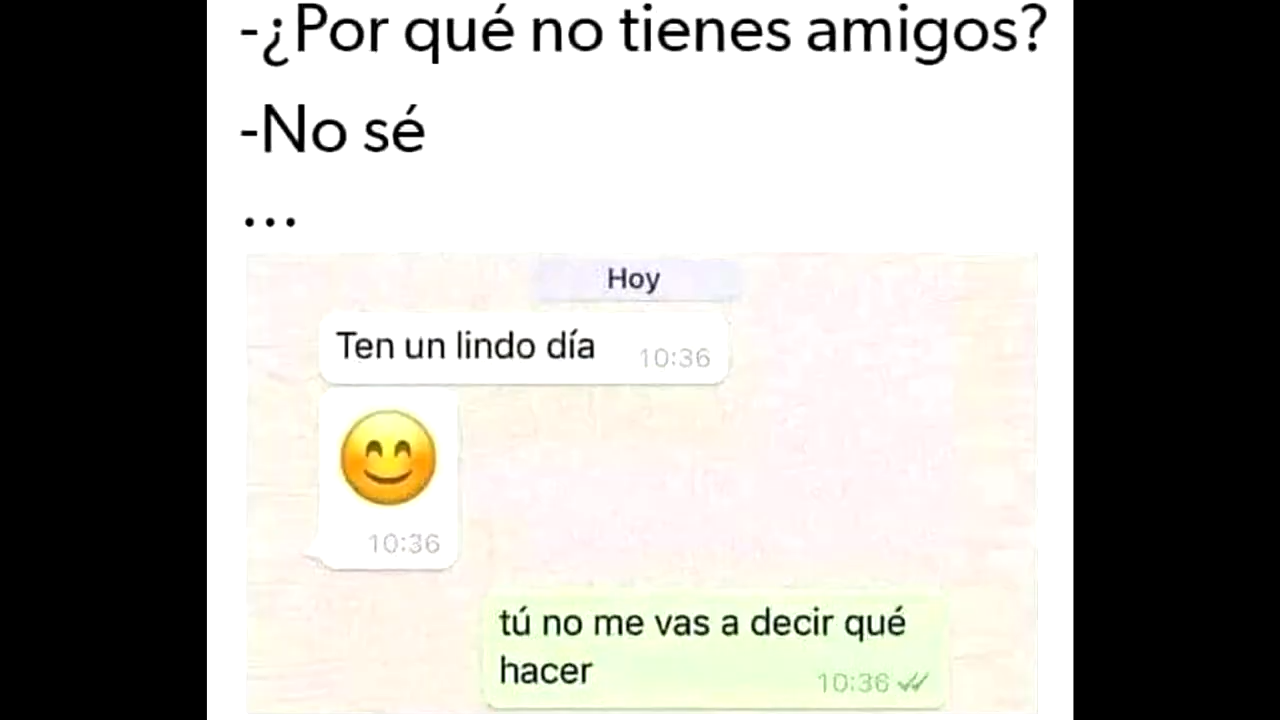 -¿Por qué no tienes amigos?
-No sé
...
Hoy
Ten un lindo día 10:36
😊
10:36
tú no me vas a decir qué
hacer 10:36